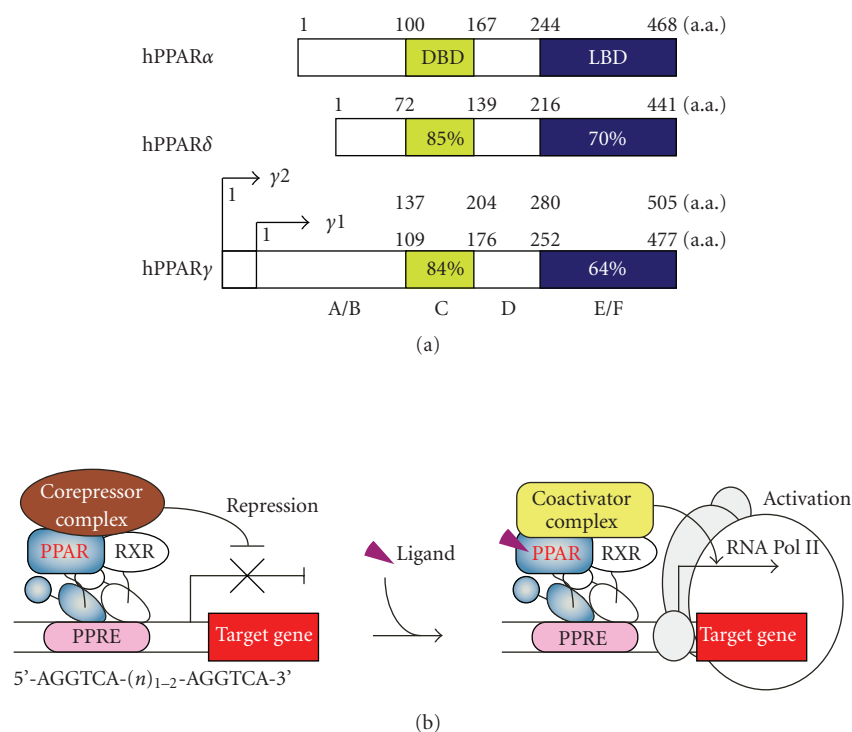 1 100 167 244 468 (a.a.)
hPPARα DBD LBD
1 72 139 216 441 (a.a.)
hPPARδ 85% 70%
γ2
1
137 204 280 505 (a.a.)
1 γ1
109 176 252 477 (a.a.)
hPPARγ 84% 64%
A/B C D E/F
(a)
Corepressor
complex
Repression
PPAR RXR
PPRE
Target gene
5'-AGGTCA-(n)1–2-AGGTCA-3'
Ligand
Coactivator
complex
Activation
PPAR RXR
RNA Pol II
PPRE
Target gene
(b)